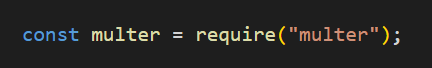 const multer = require("multer");